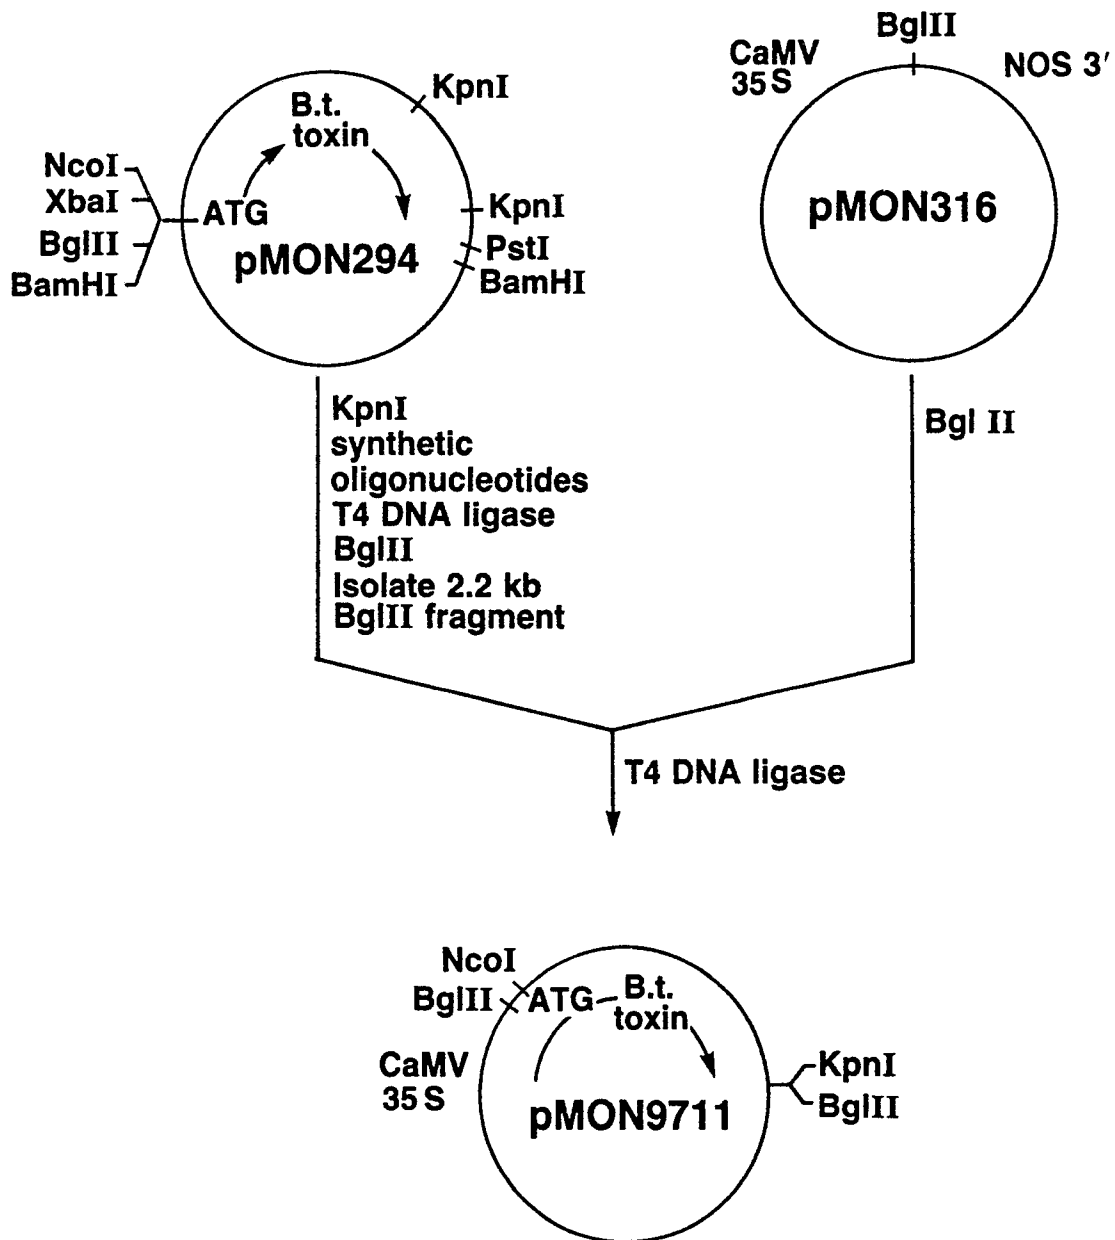 KpnI
B.t.
toxin
NcoI
XbaI
BglII
BamHI
ATG
KpnI
PstI
BamHI
pMON294
BglII
CaMV
35S
NOS 3'
pMON316
KpnI
synthetic
oligonucleotides
T4 DNA ligase
BglII
Isolate 2.2 kb
BglII fragment
Bgl II
T4 DNA ligase
NcoI
BglII
ATG
B.t.
toxin
CaMV
35S
KpnI
BglII
pMON9711